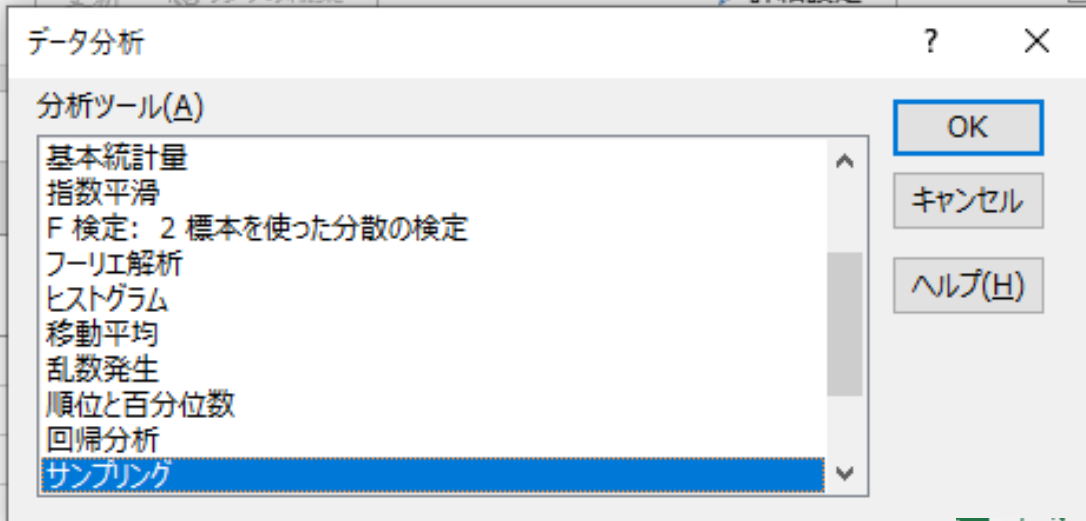 データ分析
?
×
分析ツール(A)
基本統計量
指数平滑
F 検定: 2 標本を使った分散の検定
フーリエ解析
ヒストグラム
移動平均
乱数発生
順位と百分位数
回帰分析
サンプリング
OK
キャンセル
ヘルプ(H)